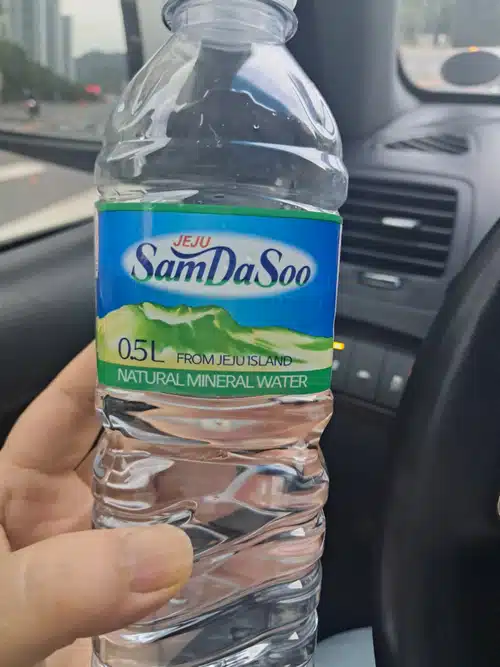 JEJU
SamDaSoo
0.5L FROM JEJU ISLAND
NATURAL MINERAL WATER